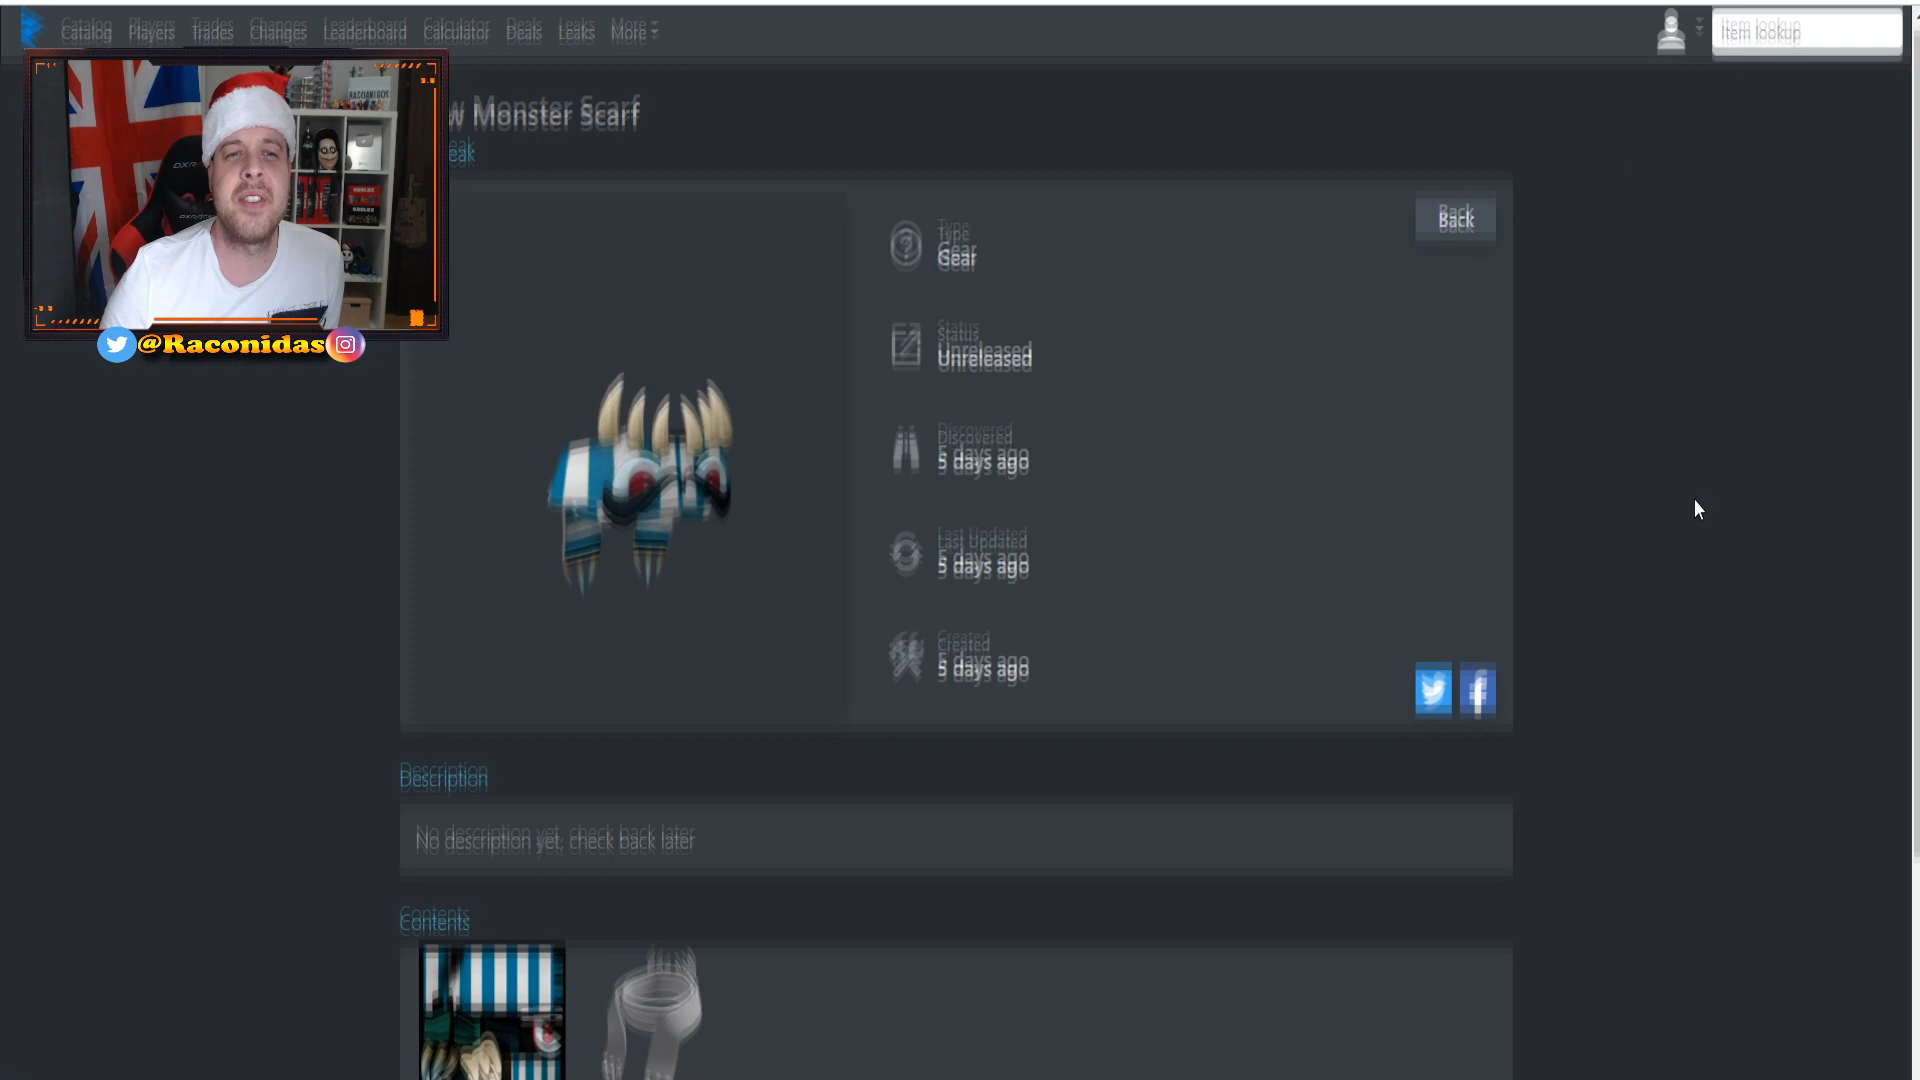 Catalog Players Trades Changes Leaderboard Calculator Deals Leaks More
Item lookup
RACOAMIGOS
w Monster Scarf
eak
Back
Type
Gear
Status
Unreleased
@Raconidas
Discovered
5 days ago
Last Updated
5 days ago
Created
5 days ago
Description
No description yet, check back later
Contents